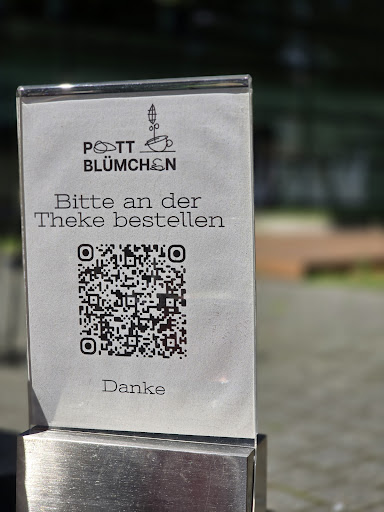 POTT
BLÜMCHEN
Bitte an der
Theke bestellen
Danke